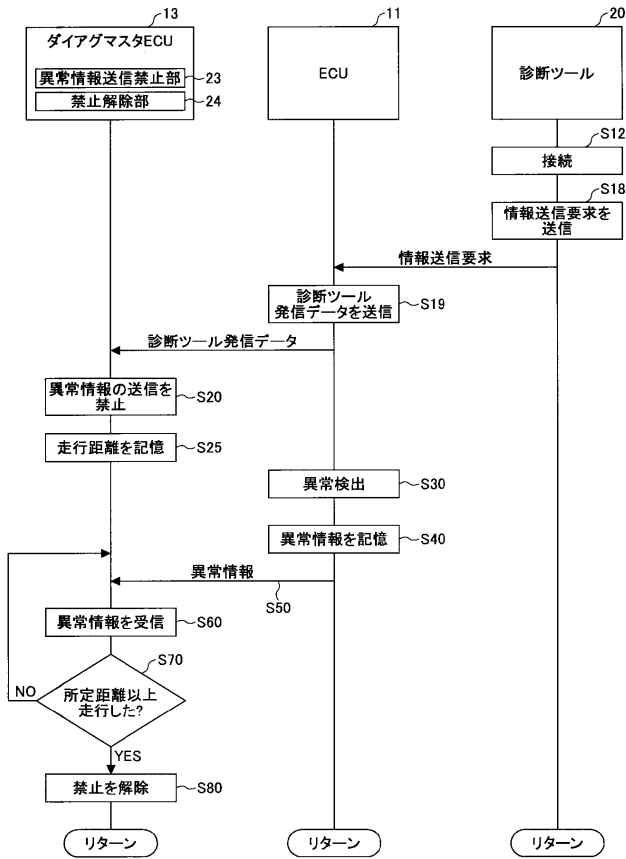 13
11
20
ダイアグマスタECU
ECU
診断ツール
異常情報送信禁止部
23
禁止解除部
24
S12
接続
S18
情報送信要求を
送信
情報送信要求
診断ツール
発信データを送信
S19
診断ツール発信データ
異常情報の送信を
禁止
S20
走行距離を記憶
S25
異常検出
S30
異常情報を記憶
S40
異常情報
S50
異常情報を受信
S60
S70
NO
所定距離以上
走行した?
YES
禁止を解除
S80
リターン
リターン
リターン